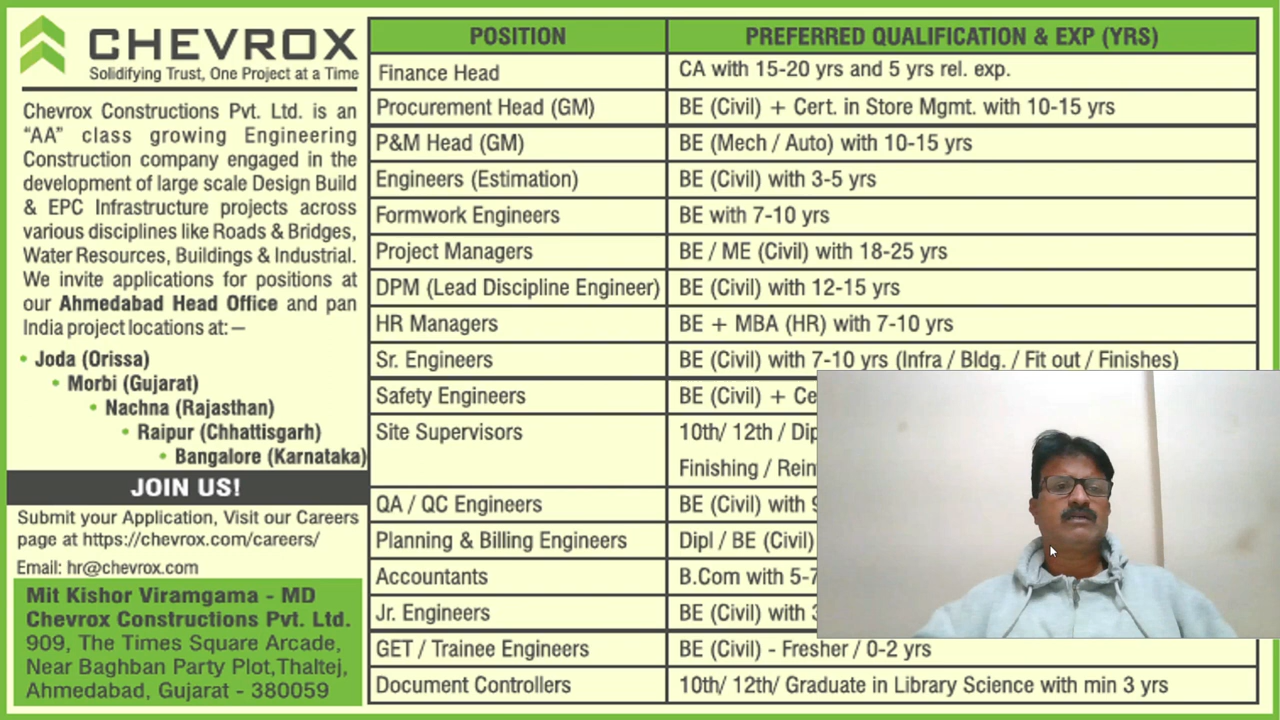 CHEVROX
Solidifying Trust, One Project at a Time
Chevrox Constructions Pvt. Ltd. is an
“AA” class growing Engineering
Construction company engaged in the
development of large scale Design Build
& EPC Infrastructure projects across
various disciplines like Roads & Bridges,
Water Resources, Buildings & Industrial.
We invite applications for positions at
our Ahmedabad Head Office and pan
India project locations at: –
• Joda (Orissa)
• Morbi (Gujarat)
• Nachna (Rajasthan)
• Raipur (Chhattisgarh)
• Bangalore (Karnataka)
JOIN US!
Submit your Application, Visit our Careers
page at https://chevrox.com/careers/
Email: hr@chevrox.com
Mit Kishor Viramgama - MD
Chevrox Constructions Pvt. Ltd.
909, The Times Square Arcade,
Near Baghban Party Plot,Thaltej,
Ahmedabad, Gujarat - 380059
POSITION PREFERRED QUALIFICATION & EXP (YRS)
Finance Head CA with 15-20 yrs and 5 yrs rel. exp.
Procurement Head (GM) BE (Civil) + Cert. in Store Mgmt. with 10-15 yrs
P&M Head (GM) BE (Mech / Auto) with 10-15 yrs
Engineers (Estimation) BE (Civil) with 3-5 yrs
Formwork Engineers BE with 7-10 yrs
Project Managers BE / ME (Civil) with 18-25 yrs
DPM (Lead Discipline Engineer) BE (Civil) with 12-15 yrs
HR Managers BE + MBA (HR) with 7-10 yrs
Sr. Engineers BE (Civil) with 7-10 yrs (Infra / Bldg. / Fit out / Finishes)
Safety Engineers BE (Civil) +
Site Supervisors 10th/ 12th /
Finishing /
QA / QC Engineers BE (Civil) with
Planning & Billing Engineers Dipl / BE (Civil)
Accountants B.Com with
Jr. Engineers BE (Civil) with
GET / Trainee Engineers BE (Civil) - Fresher / 0-2 yrs
Document Controllers 10th/ 12th/ Graduate in Library Science with min 3 yrs